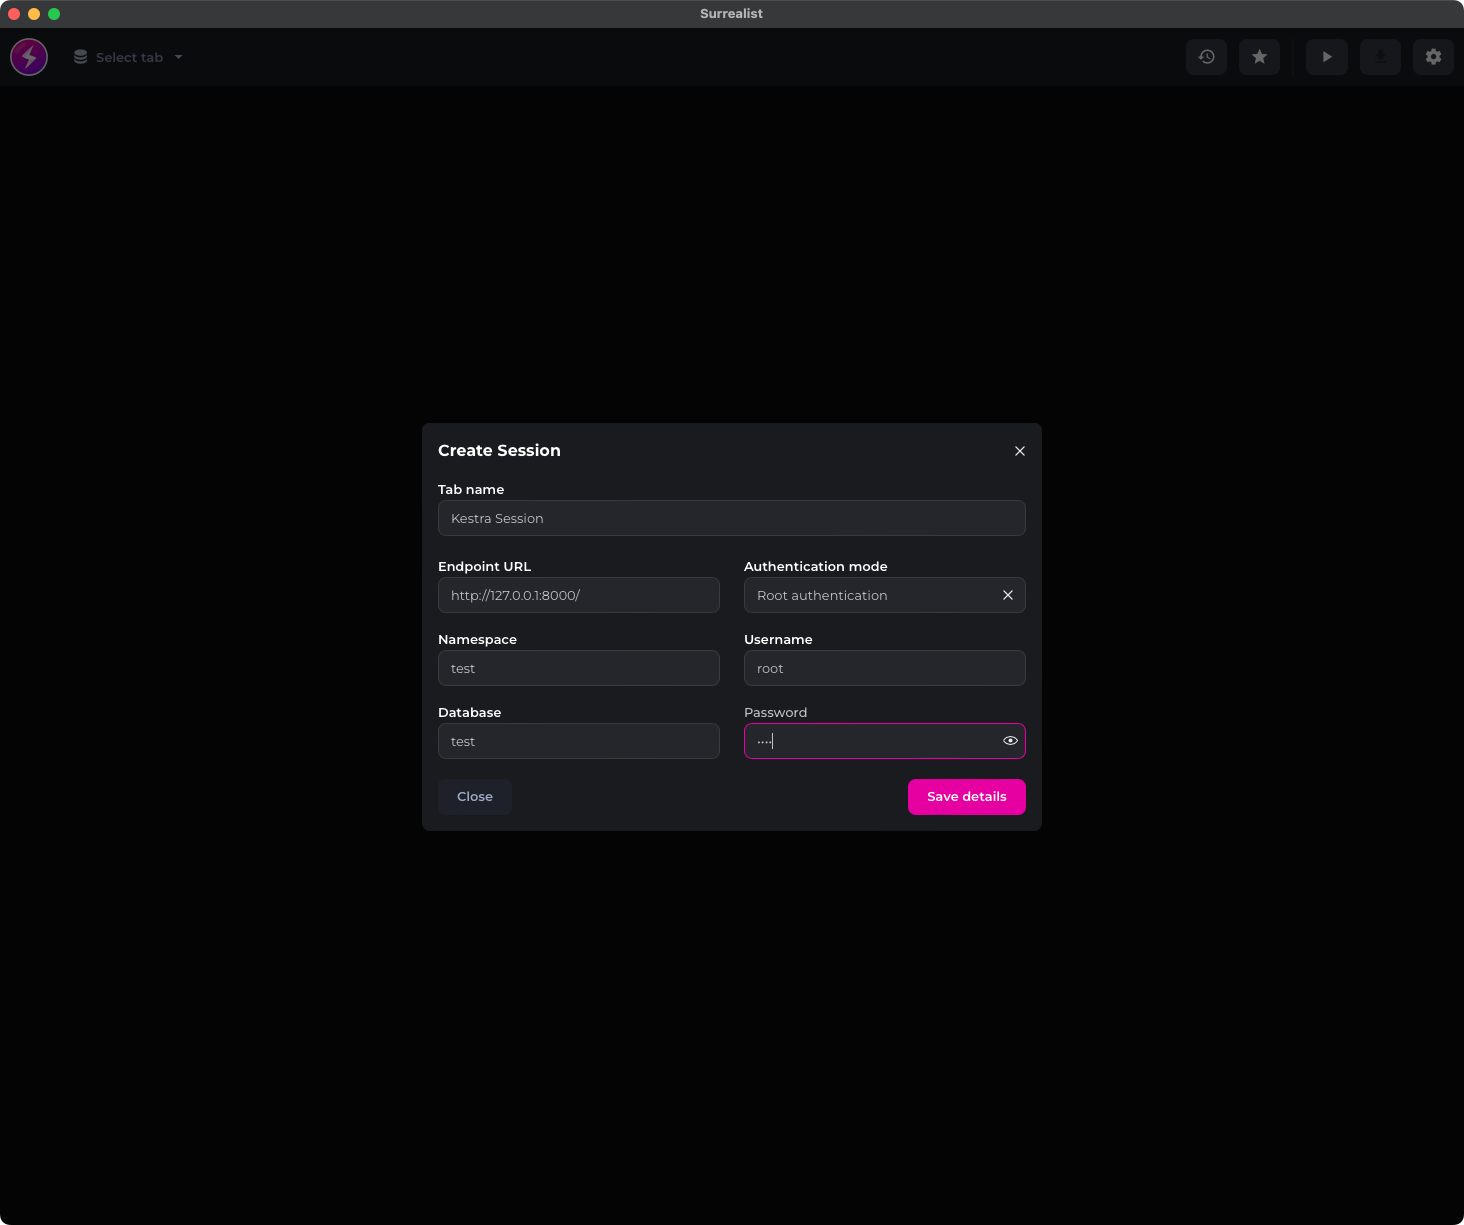 Surrealist
Select tab
Create Session
Tab name
Kestra Session
Endpoint URL
Authentication mode
http://127.0.0.1:8000/
Root authentication
Namespace
Username
test
root
Database
Password
test
····
Close
Save details